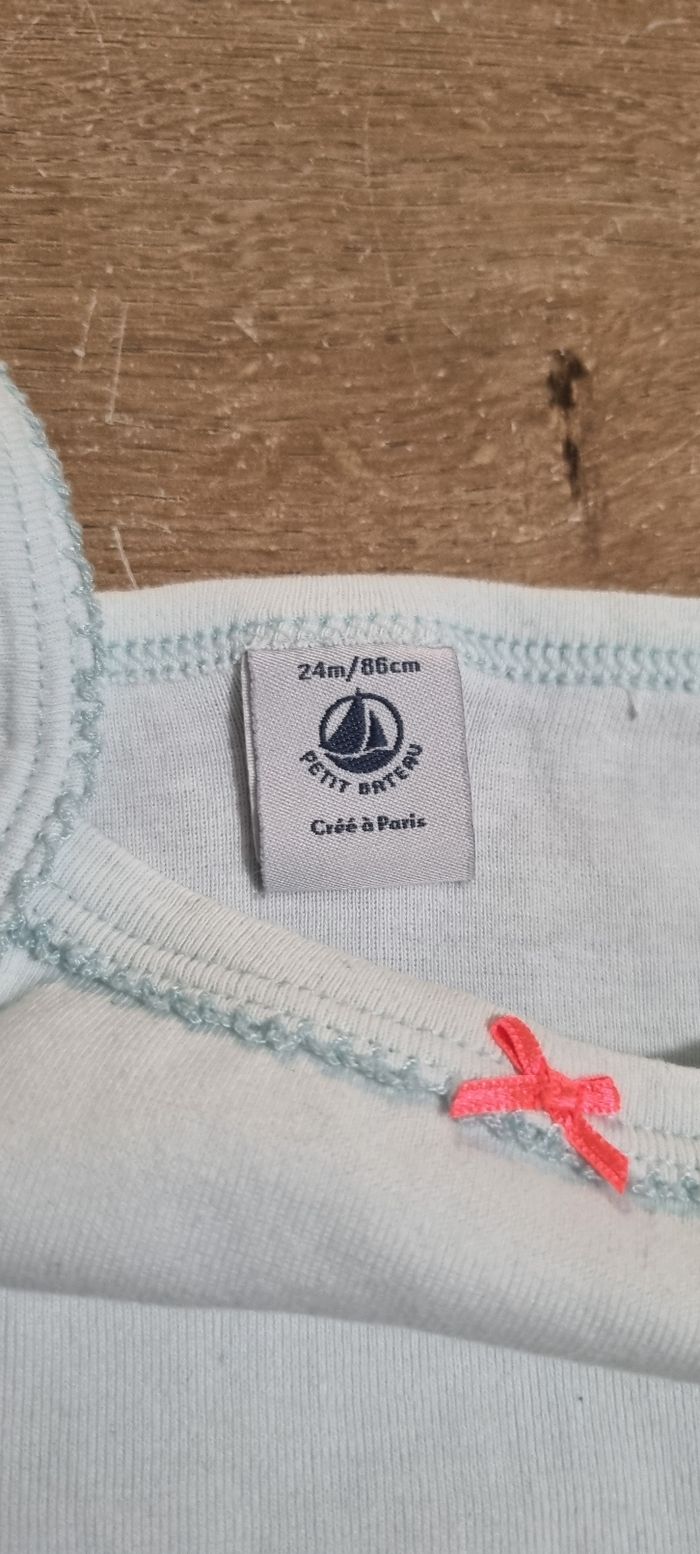 24m/86cm
PETIT BATEAU
Créé à Paris